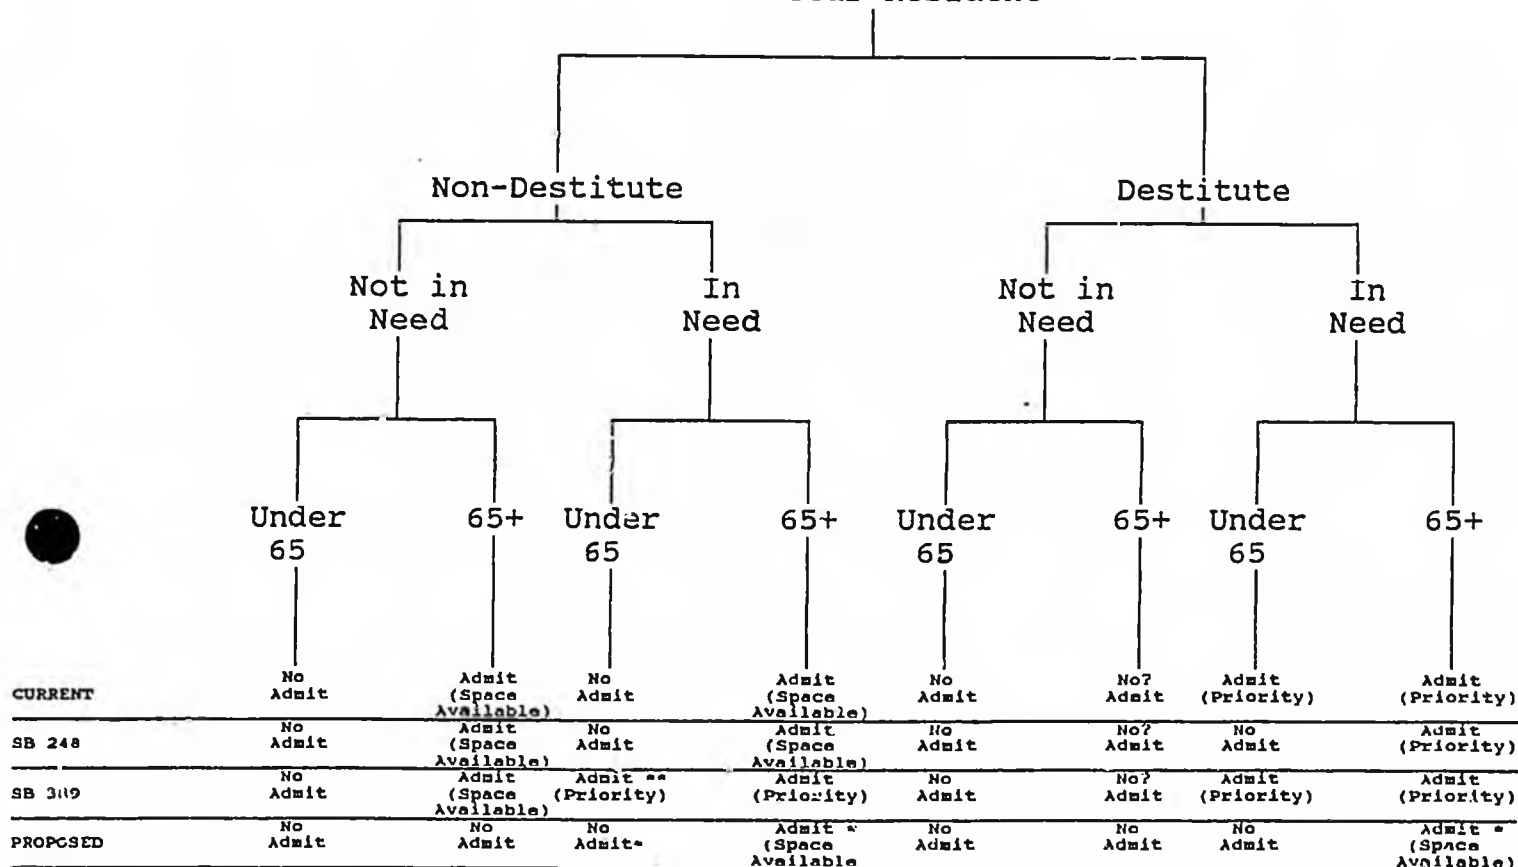 Non-Destitute Destitute
Not in In Not in In
Need Need Need Need
Under 65+ Under 65+ Under 65+ Under 65+
65 65 65 65
No Admit No Admit No No? Admit Admit
CURRENT Admit (Space Admit (Space Admit Admit (Priority) (Priority)
Available) Available)
No Admit No Admit No No? No Admit
SB 248 Admit (Space Admit (Space Admit Admit Admit (Priority)
Available) Available)
No Admit Admit ** Admit No No? Admit Admit
SB Admit (Space (Priority) (Priority) Admit Admit (Priority) (Priority)
Available)
No No No Admit * No No No Admit *
PROPOSED Admit Admit Admit* (Space Admit Admit Admit (Space
Available Available)